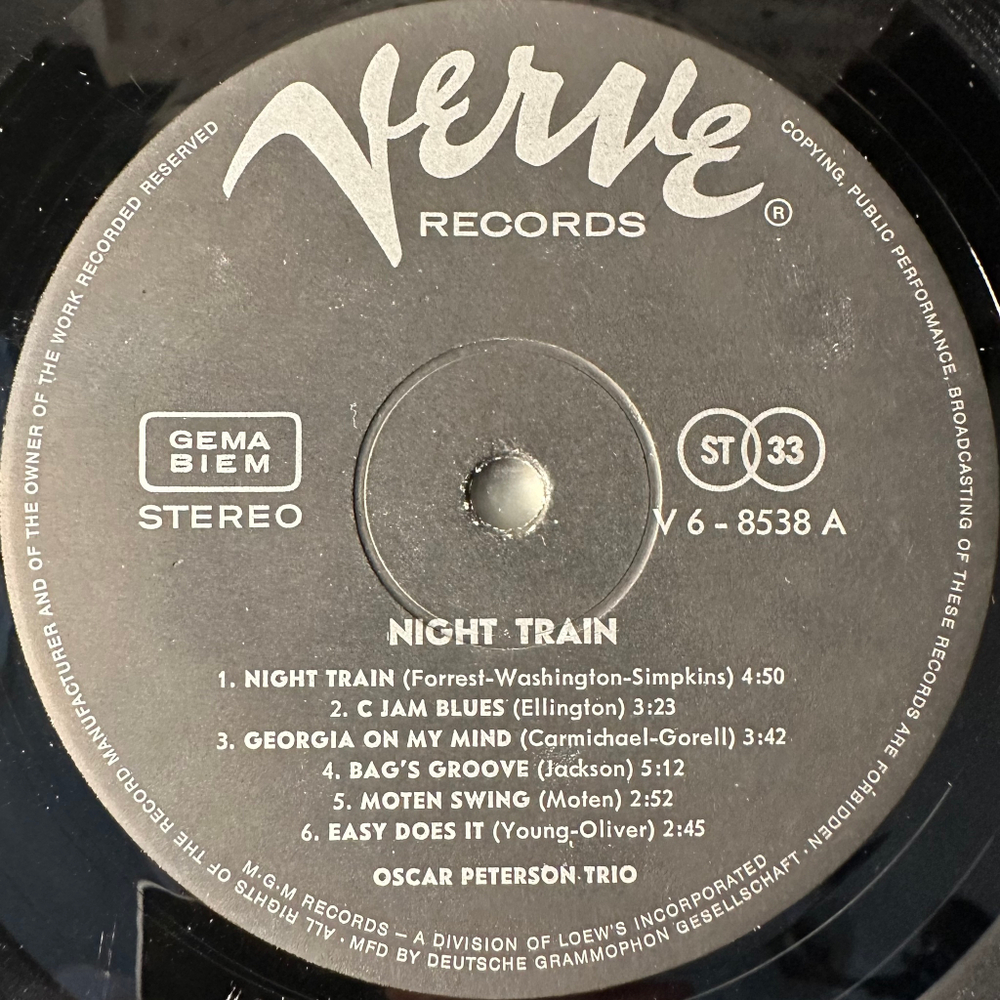 Verve
RECORDS
®
GEMA
BIEM
STEREO
ST 33
V 6 - 8538 A
NIGHT TRAIN
1. NIGHT TRAIN (Forrest-Washington-Simpkins) 4:50
2. C JAM BLUES (Ellington) 3:23
3. GEORGIA ON MY MIND (Carmichael-Gorell) 3:42
4. BAG'S GROOVE (Jackson) 5:12
5. MOTEN SWING (Moten) 2:52
6. EASY DOES IT (Young-Oliver) 2:45
OSCAR PETERSON TRIO
M·G·M RECORDS – A DIVISION OF LOEW'S INCORPORATED
ALL RIGHTS OF THE RECORD MANUFACTURER AND OF THE OWNER OF THE WORK RECORDED RESERVED
COPYING, PUBLIC PERFORMANCE, BROADCASTING OF THESE RECORDS ARE FORBIDDEN · MFD BY DEUTSCHE GRAMMOPHON GESELLSCHAFT ·